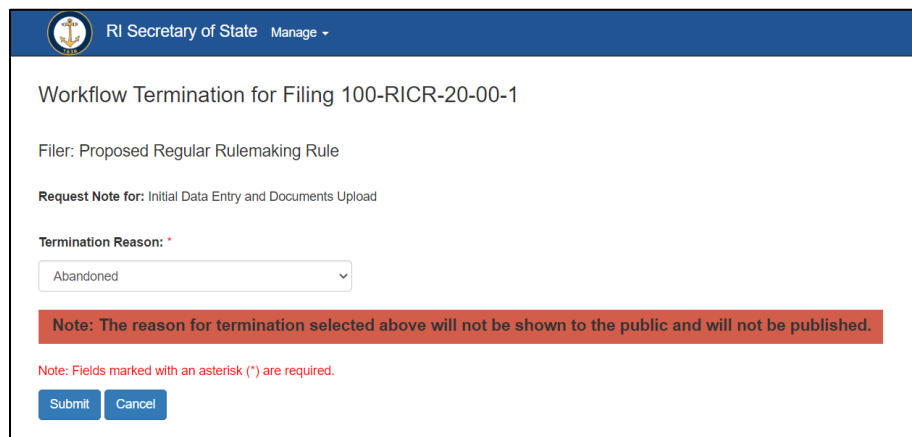 RI Secretary of State Manage
Workflow Termination for Filing 100-RICR-20-00-1
Filer: Proposed Regular Rulemaking Rule
Request Note for: Initial Data Entry and Documents Upload
Termination Reason: *
Abandoned
Note: The reason for termination selected above will not be shown to the public and will not be published.
Note: Fields marked with an asterisk (*) are required.
Submit Cancel